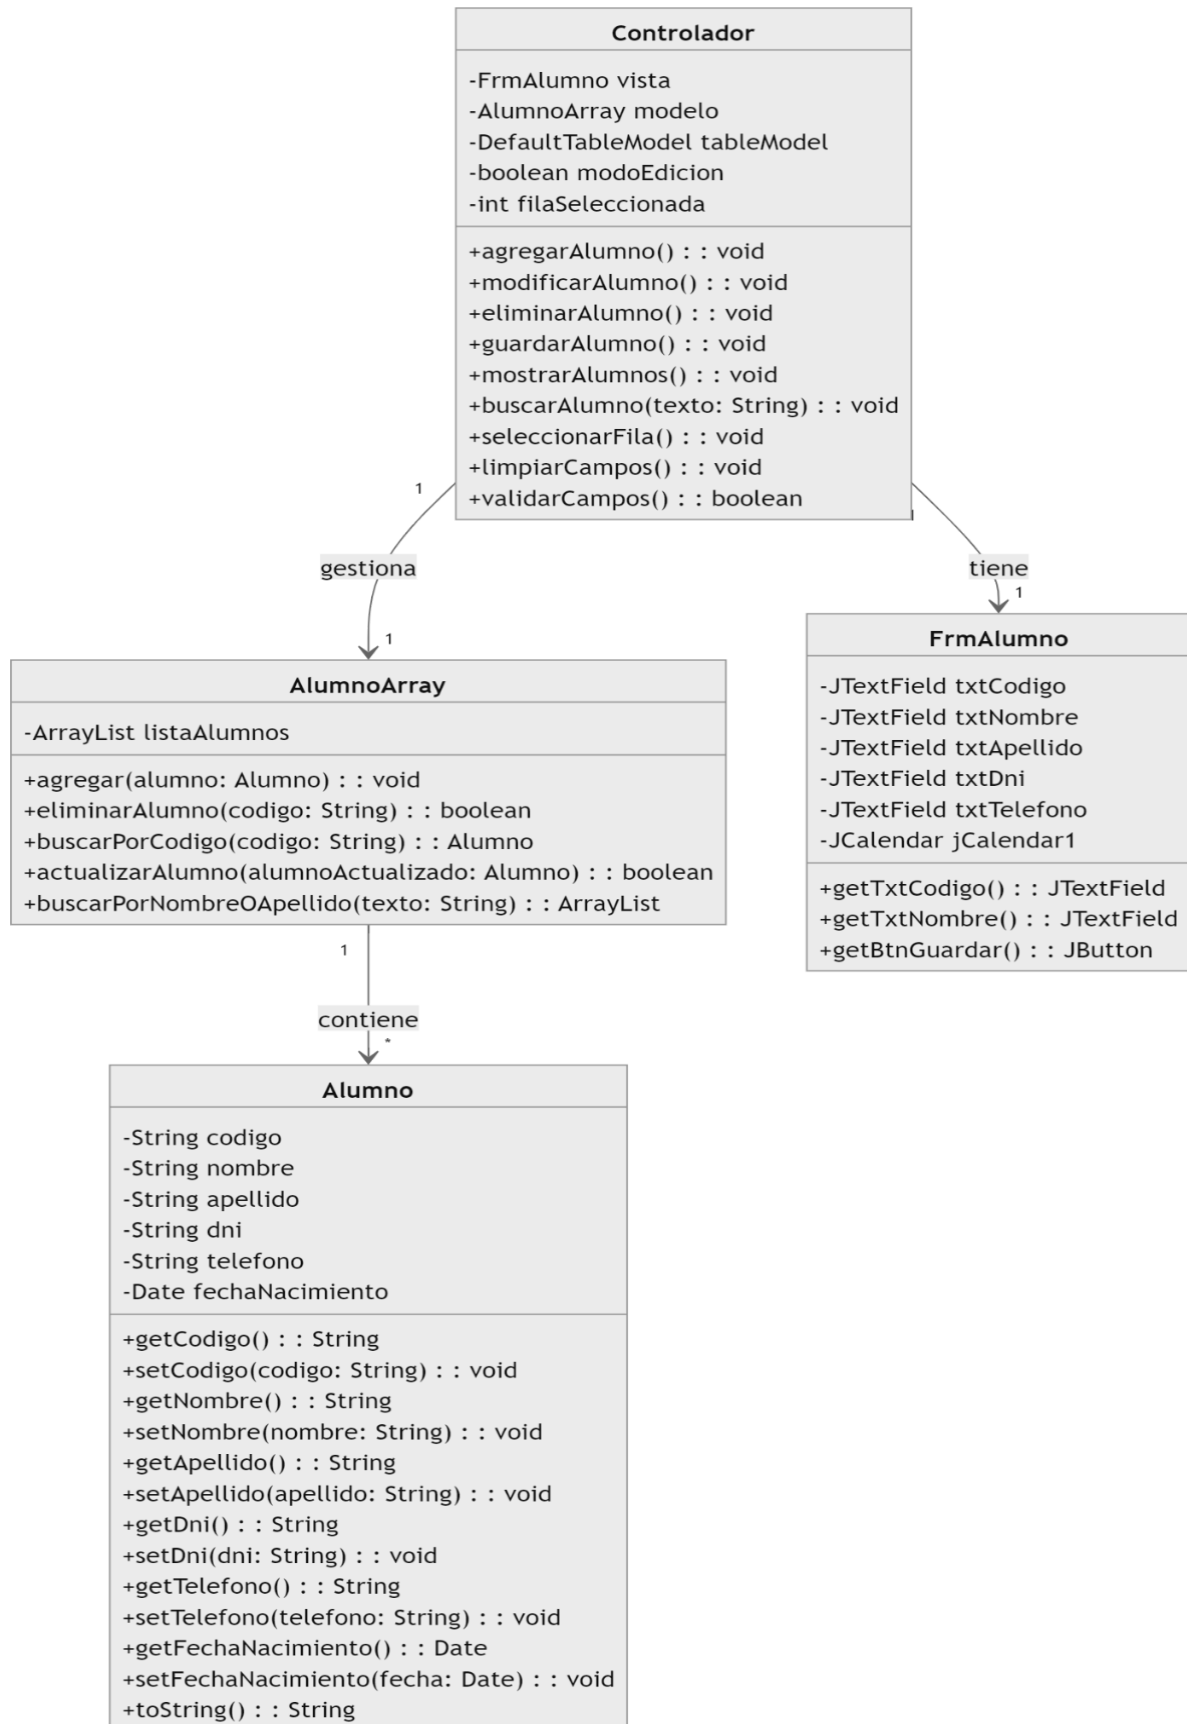 Controlador
-FrmAlumno vista
-AlumnoArray modelo
-DefaultTableModel tableModel
-boolean modoEdicion
-int filaSeleccionada
+agregarAlumno() : : void
+modificarAlumno() : : void
+eliminarAlumno() : : void
+guardarAlumno() : : void
+mostrarAlumnos() : : void
+buscarAlumno(texto: String) : : void
+seleccionarFila() : : void
+limpiarCampos() : : void
+validarCampos() : : boolean
1
gestiona
1
tiene
1
AlumnoArray
-ArrayList listaAlumnos
+agregar(alumno: Alumno) : : void
+eliminarAlumno(codigo: String) : : boolean
+buscarPorCodigo(codigo: String) : : Alumno
+actualizarAlumno(alumnoActualizado: Alumno) : : boolean
+buscarPorNombreOApellido(texto: String) : : ArrayList
FrmAlumno
-JTextField txtCodigo
-JTextField txtNombre
-JTextField txtApellido
-JTextField txtDni
-JTextField txtTelefono
-JCalendar jCalendar1
+getTxtCodigo() : : JTextField
+getTxtNombre() : : JTextField
+getBtnGuardar() : : JButton
1
contiene
*
Alumno
-String codigo
-String nombre
-String apellido
-String dni
-String telefono
-Date fechaNacimiento
+getCodigo() : : String
+setCodigo(codigo: String) : : void
+getNombre() : : String
+setNombre(nombre: String) : : void
+getApellido() : : String
+setApellido(apellido: String) : : void
+getDni() : : String
+setDni(dni: String) : : void
+getTelefono() : : String
+setTelefono(telefono: String) : : void
+getFechaNacimiento() : : Date
+setFechaNacimiento(fecha: Date) : : void
+toString() : : String